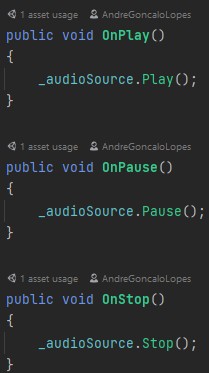 1 asset usage AndreGoncaloLopes
public void OnPlay()
{
_audioSource.Play();
}
1 asset usage AndreGoncaloLopes
public void OnPause()
{
_audioSource.Pause();
}
1 asset usage AndreGoncaloLopes
public void OnStop()
{
_audioSource.Stop();
}